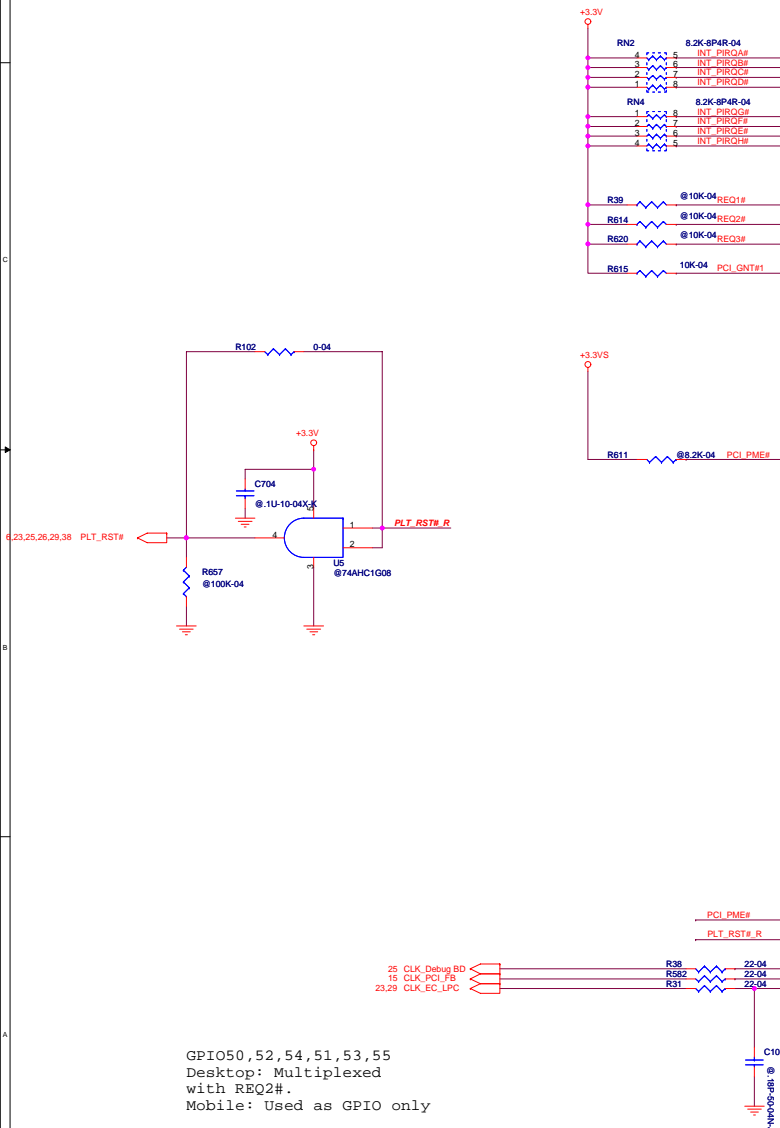 +3.3V
RN2 8.2K-8P4R-04
4 5 INT_PIRQA#
3 6 INT_PIRQB#
2 7 INT_PIRQC#
1 8 INT_PIRQD#
RN4 8.2K-8P4R-04
1 8 INT_PIRQG#
2 7 INT_PIRQF#
3 6 INT_PIRQE#
4 5 INT_PIRQH#
R39 @10K-04 REQ1#
R614 @10K-04 REQ2#
R620 @10K-04 REQ3#
R615 10K-04 PCI_GNT#1
C
R102 0-04
+3.3VS
R611 @8.2K-04 PCI_PME#
+3.3V
C704
@.1U-10-04X-K
5
1 PLT_RST#_R
2
4
3
U5
@74AHC1G08
6,23,25,26,29,38 PLT_RST#
R657
@100K-04
B
PCI_PME#
PLT_RST#_R
25 CLK_Debug BD R38 22-04
15 CLK_PCI_FB R582 22-04
23,29 CLK_EC_LPC R31 22-04
A
C10
GPIO50,52,54,51,53,55
Desktop: Multiplexed
with REQ2#.
Mobile: Used as GPIO only